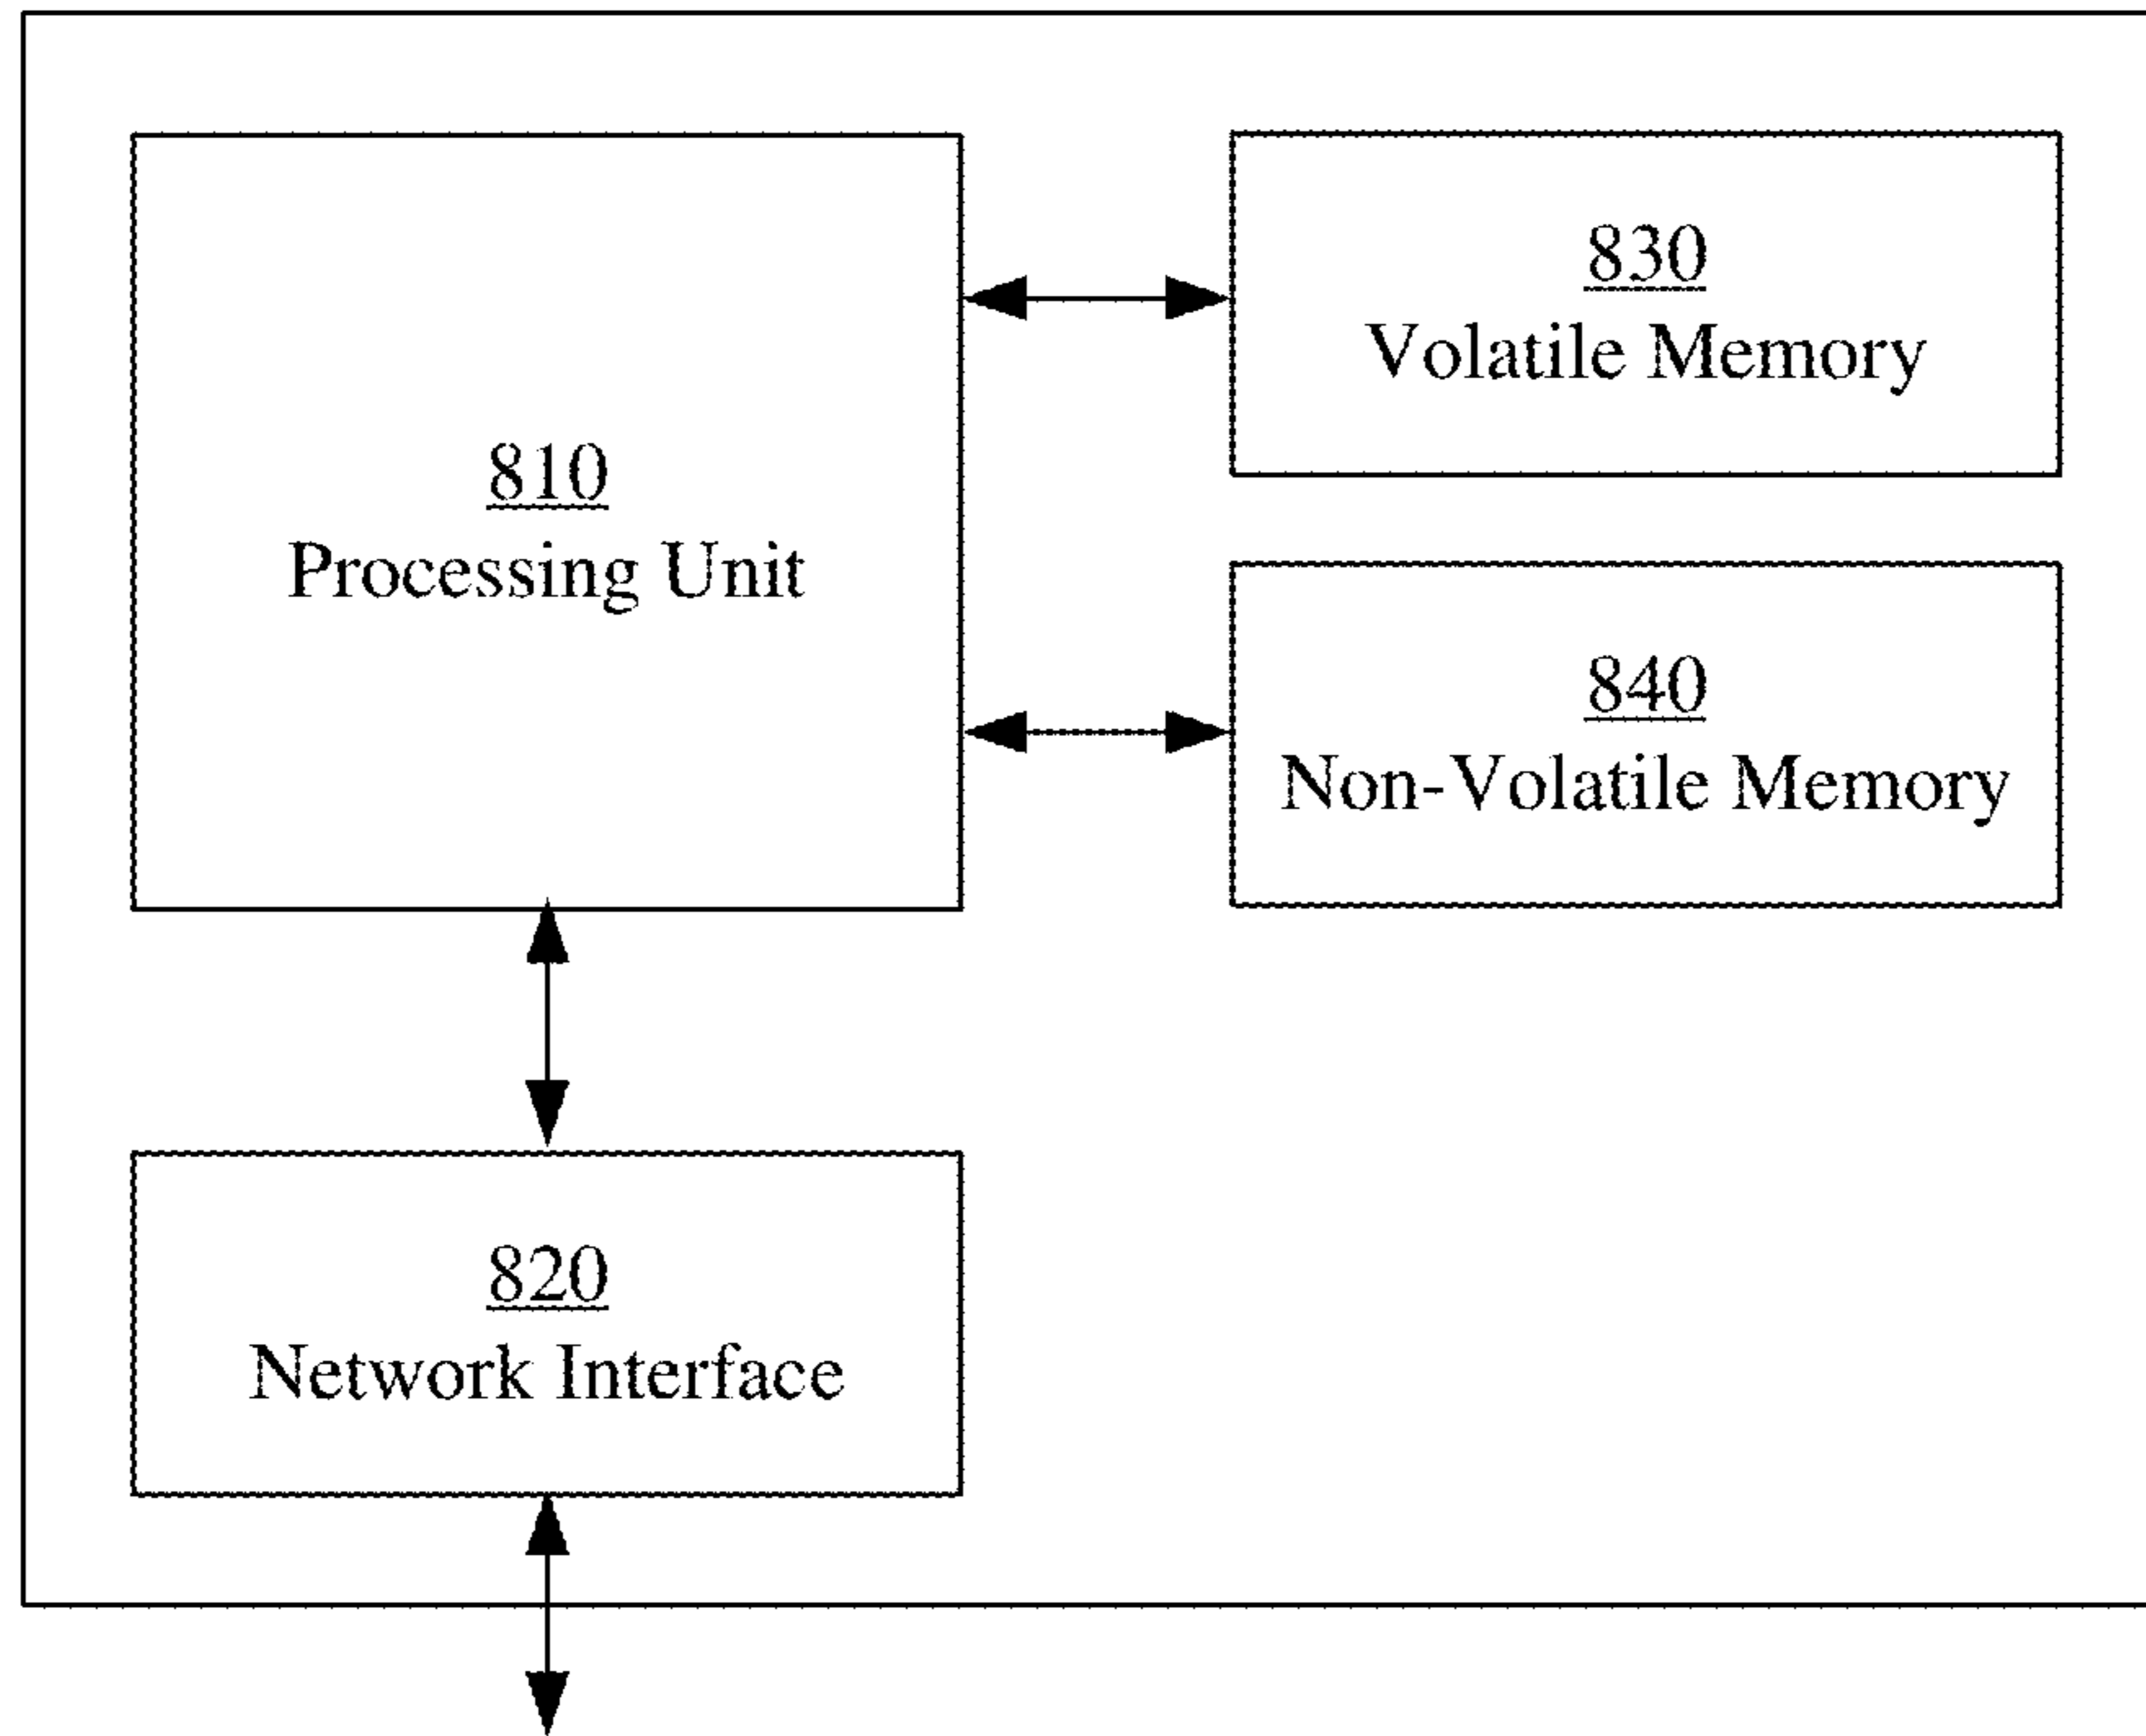 810
Processing Unit
830
Volatile Memory
840
Non-Volatile Memory
820
Network Interface